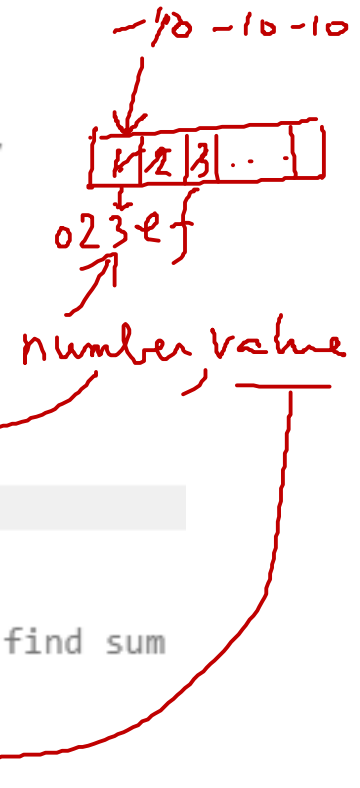 -10 -10 -10
1 2 3 ...
023ef
number, value
find sum